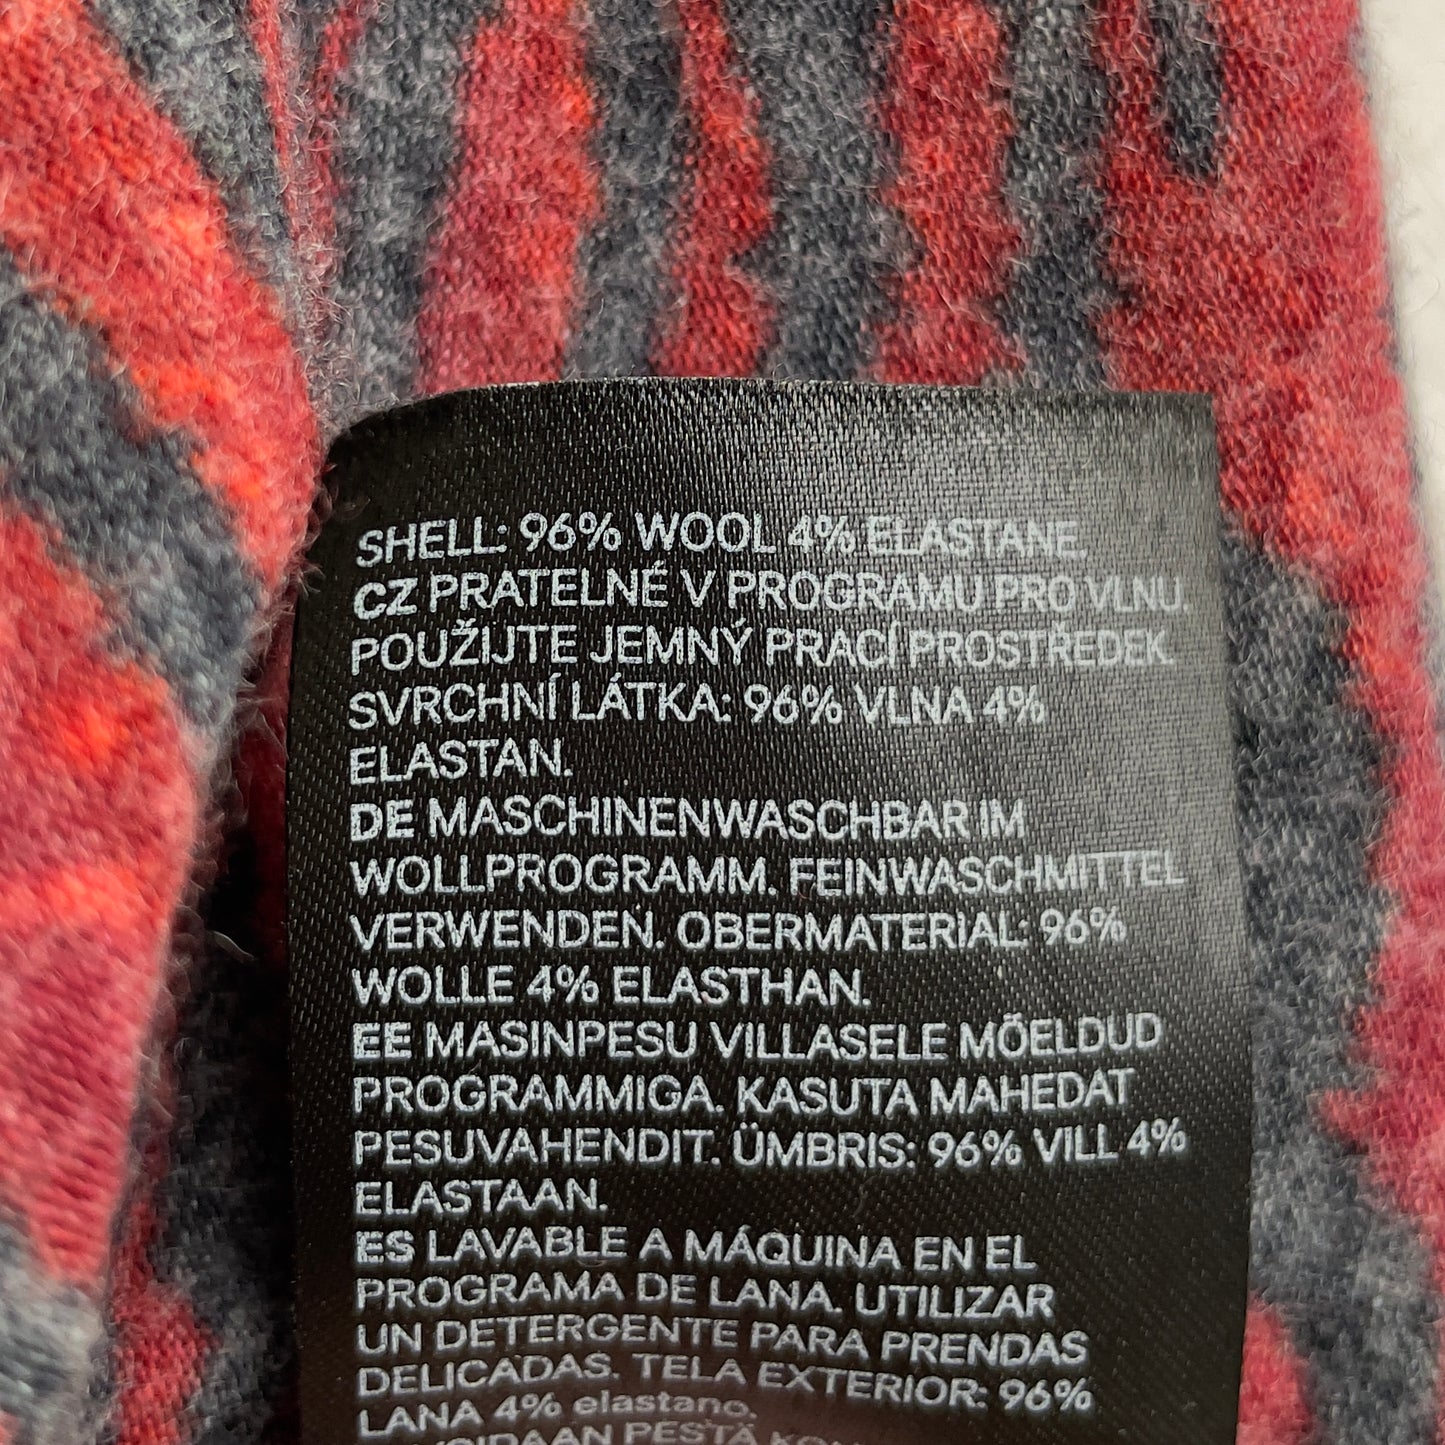 SHELL: 96% WOOL 4% ELASTANE.
CZ PRATELNÉ V PROGRAMU PRO VLNU.
POUŽIJTE JEMNÝ PRACÍ PROSTŘEDEK.
SVRCHNÍ LÁTKA: 96% VLNA 4%
ELASTAN.
DE MASCHINENWASCHBAR IM
WOLLPROGRAMM. FEINWASCHMITTEL
VERWENDEN. OBERMATERIAL: 96%
WOLLE 4% ELASTHAN.
EE MASINPESU VILLASELE MÕELDUD
PROGRAMMIGA. KASUTA MAHEDAT
PESUVAHENDIT. ÜMBRIS: 96% VILL 4%
ELASTAAN.
ES LAVABLE A MÁQUINA EN EL
PROGRAMA DE LANA. UTILIZAR
UN DETERGENTE PARA PRENDAS
DELICADAS. TELA EXTERIOR: 96%
LANA 4% elastano.
PESTÄ